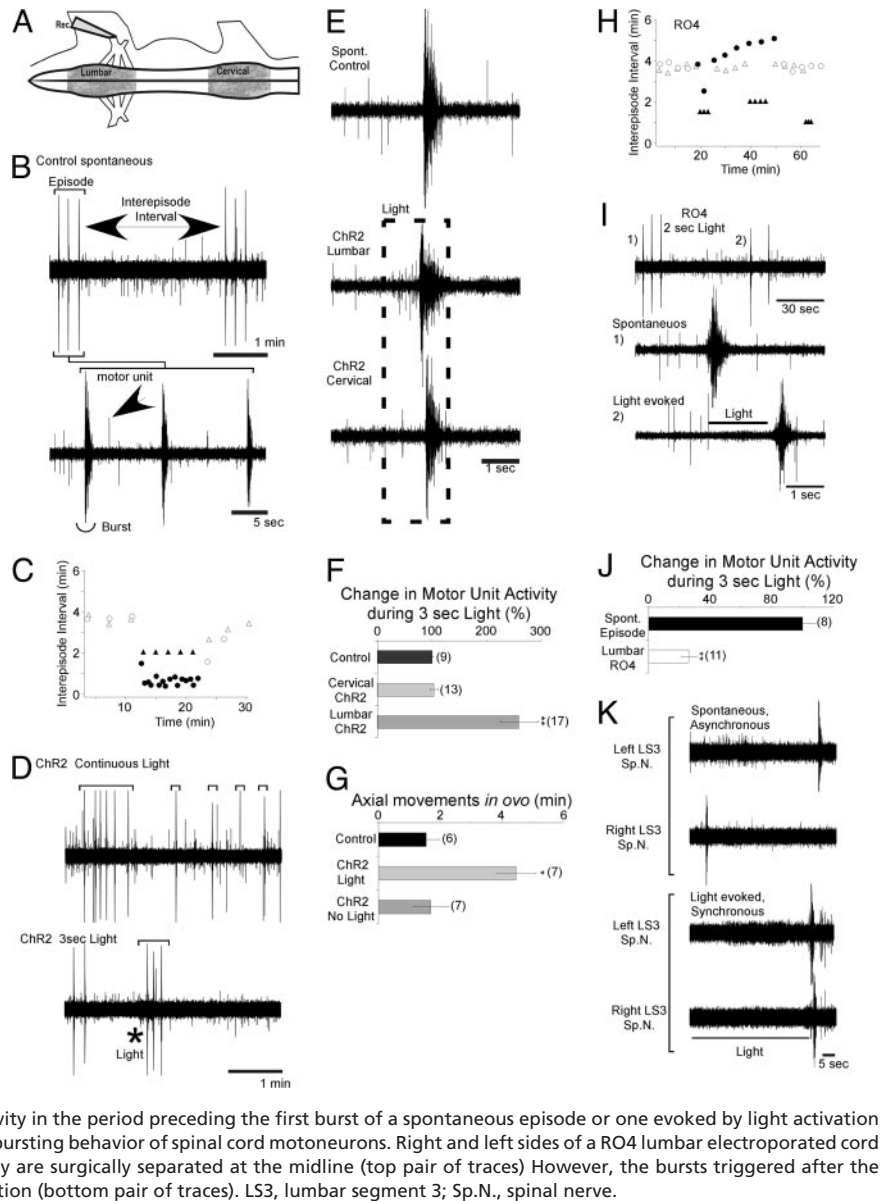 A
Rec.
Lumbar
Cervical
B
Control spontaneous
Episode
Interepisode
Interval
1 min
motor unit
Burst
5 sec
C
Interepisode Interval (min)
6
4
2
0
10
20
30
Time (min)
D
ChR2 Continuous Light
ChR2 3sec Light
*
Light
1 min
E
Spont.
Control
Light
ChR2
Lumbar
ChR2
Cervical
1 sec
F
Change in Motor Unit Activity
during 3 sec Light (%)
0
100
200
300
Control
(9)
Cervical
ChR2
(13)
Lumbar
ChR2
**(17)
G
Axial movements in ovo (min)
0
2
4
6
Control
(6)
ChR2
Light
*(7)
ChR2
No Light
(7)
H
RO4
Interepisode Interval (min)
6
4
2
0
20
40
60
Time (min)
I
RO4
2 sec Light
1)
2)
30 sec
Spontaneuos
1)
Light evoked
2)
Light
1 sec
J
Change in Motor Unit Activity
during 3 sec Light (%)
0
40
80
120
Spont.
Episode
(8)
Lumbar
RO4
**(11)
K
Spontaneous,
Asynchronous
Left LS3
Sp.N.
Right LS3
Sp.N.
Light evoked,
Synchronous
Left LS3
Sp.N.
Right LS3
Sp.N.
Light
5 sec
vity in the period preceding the first burst of a spontaneous episode or one evoked by light activation
bursting behavior of spinal cord motoneurons. Right and left sides of a RO4 lumbar electroporated cord
y are surgically separated at the midline (top pair of traces) However, the bursts triggered after the
tion (bottom pair of traces). LS3, lumbar segment 3; Sp.N., spinal nerve.